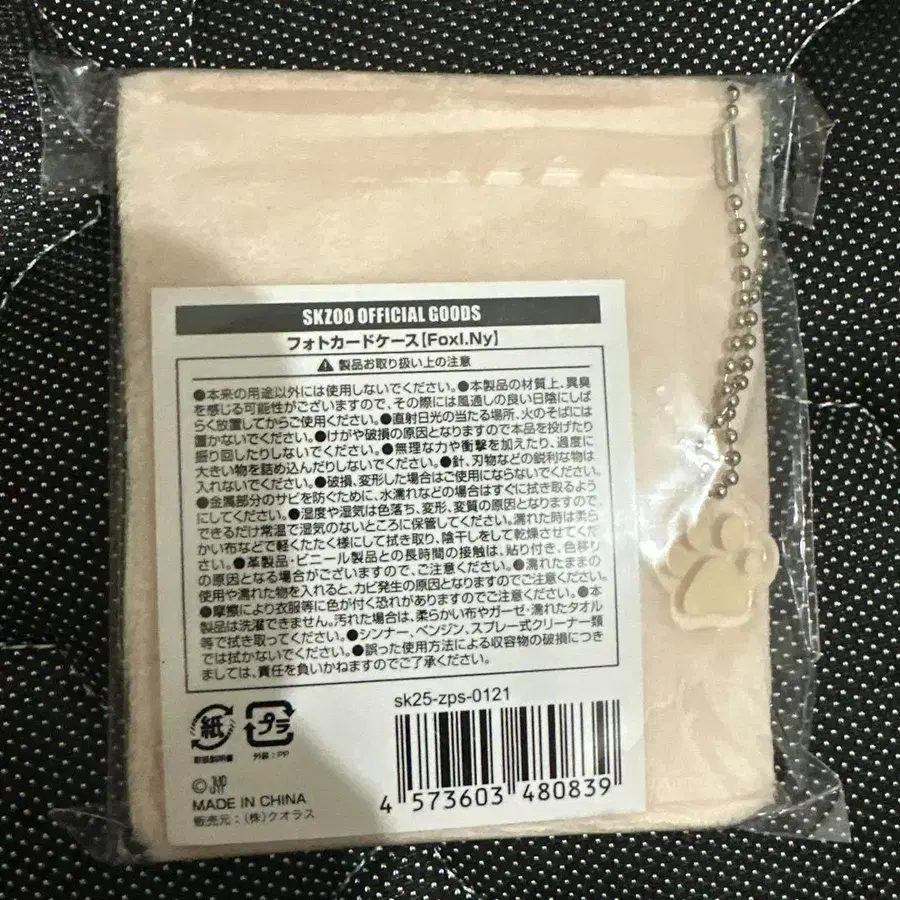 SKZOO OFFICIAL GOODS
フォトカードケース【FoxI.Ny】
⚠ 製品お取り扱い上の注意
●本来の用途以外には使用しないでください。●本製品の材質上、異臭
を感じる可能性がございますので、その際には風通しの良い日陰にしば
らく放置してからご使用ください。●直射日光の当たる場所、火のそばには
置かないでください。●けがや破損の原因となりますので本品を投げたり
振り回したりしないでください。●無理な力や衝撃を加えたり、過度に
大きい物を詰め込んだりしないでください。●針、刃物などの鋭利な物は
入れないでください。●破損、変形した場合はご使用にならないでください。
●金属部分のサビを防ぐために、水濡れなどの場合はすぐに拭き取るよう
にしてください。●湿度や湿気は色落ち、変形、変質の原因となりますので、
できるだけ常温で湿気のないところに保管してください。濡れた時は柔ら
かい布などで軽くたたく様にして拭き取り、陰干しをして乾燥させてくださ
い。●革製品・ビニール製品との長時間の接触は、貼り付き、色移り
の原因となる場合がございますので、ご注意ください。●濡れたままの
使用や濡れた物を入れると、カビ発生の原因となりますのでご注意ください。
●摩擦により衣服等に色が付く恐れがありますのでご注意ください。●本
製品は洗濯できません。汚れた場合は、柔らかい布やガーゼ・濡れたタオル
等で拭き取ってください。●シンナー、ベンジン、スプレー式クリーナー類
では拭かないでください。●誤った使用方法による収容物の破損につき
ましては、責任を負いかねますのでご了承ください。
sk25-zps-0121
紙
プラ
取扱説明書
外装:PP
© JYP
MADE IN CHINA
販売元:(株)クオラス
4 573603 480839